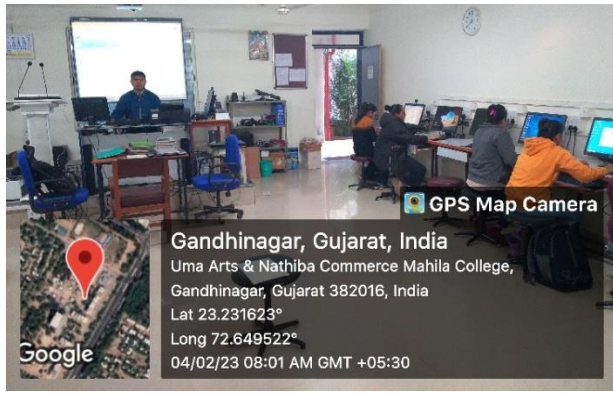 GPS Map Camera
Gandhinagar, Gujarat, India
Uma Arts & Nathiba Commerce Mahila College,
Gandhinagar, Gujarat 382016, India
Lat 23.231623°
Long 72.649522°
04/02/23 08:01 AM GMT +05:30
Google